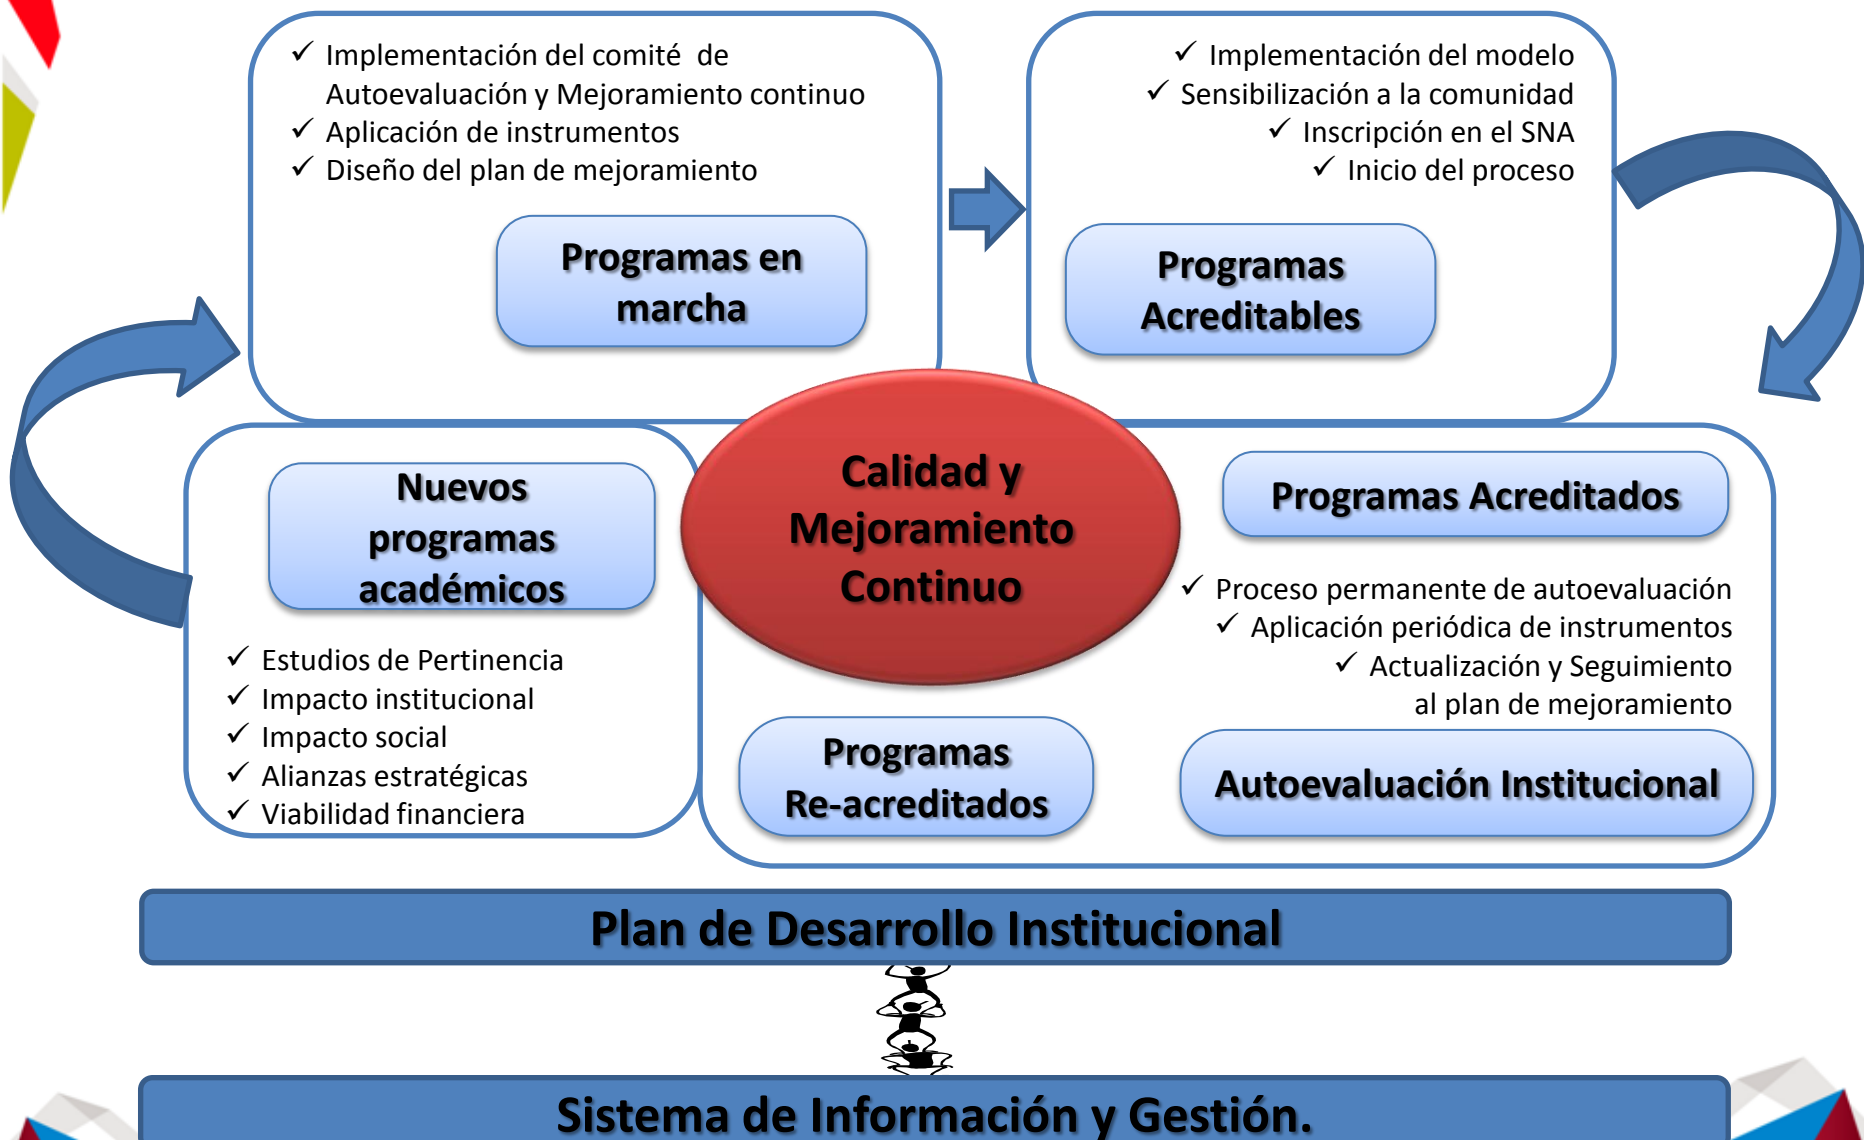 ✓ Implementación del comité de
Autoevaluación y Mejoramiento continuo
✓ Aplicación de instrumentos
✓ Diseño del plan de mejoramiento
Programas en
marcha
✓ Implementación del modelo
✓ Sensibilización a la comunidad
✓ Inscripción en el SNA
✓ Inicio del proceso
Programas
Acreditables
Nuevos
programas
académicos
✓ Estudios de Pertinencia
✓ Impacto institucional
✓ Impacto social
✓ Alianzas estratégicas
✓ Viabilidad financiera
Calidad y
Mejoramiento
Continuo
Programas Acreditados
✓ Proceso permanente de autoevaluación
✓ Aplicación periódica de instrumentos
✓ Actualización y Seguimiento
al plan de mejoramiento
Programas
Re-acreditados
Autoevaluación Institucional
Plan de Desarrollo Institucional
Sistema de Información y Gestión.